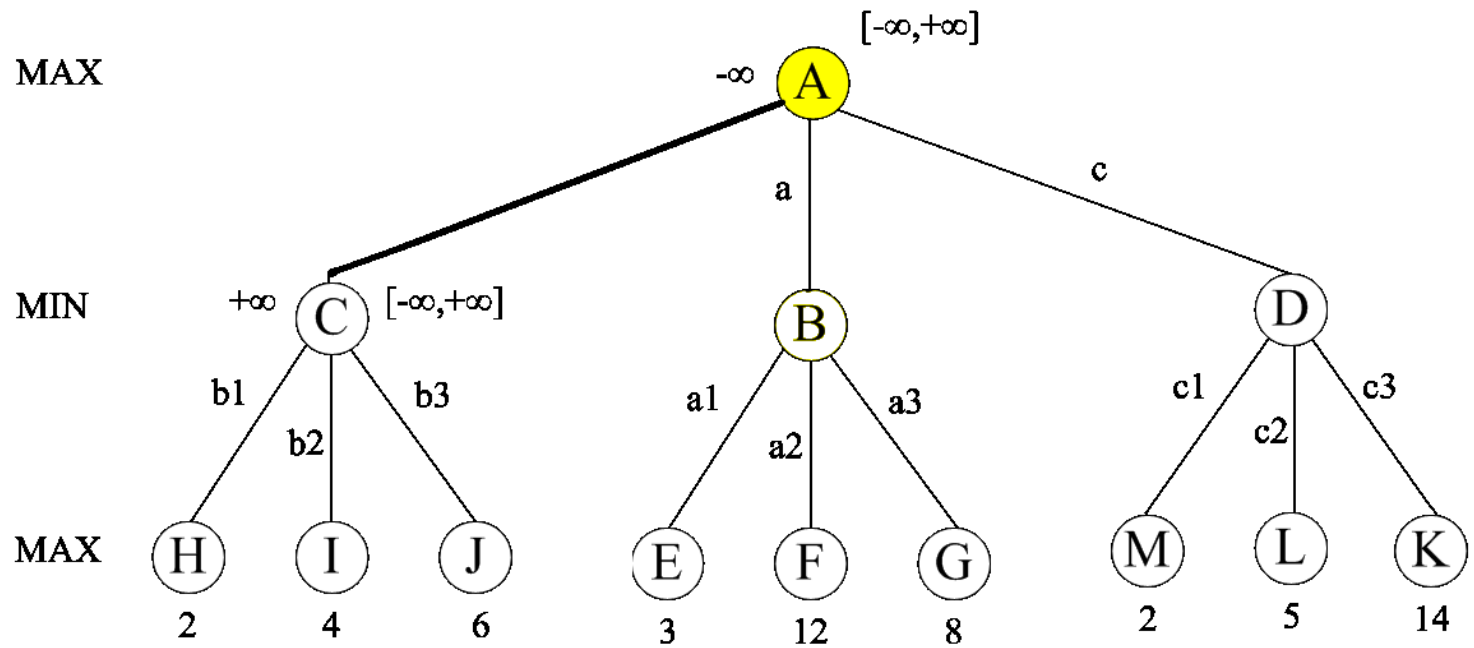 [-∞,+∞]
MAX -∞ A
a c
MIN +∞ C [-∞,+∞] B D
b1 b2 b3 a1 a2 a3 c1 c2 c3
MAX H I J E F G M L K
2 4 6 3 12 8 2 5 14